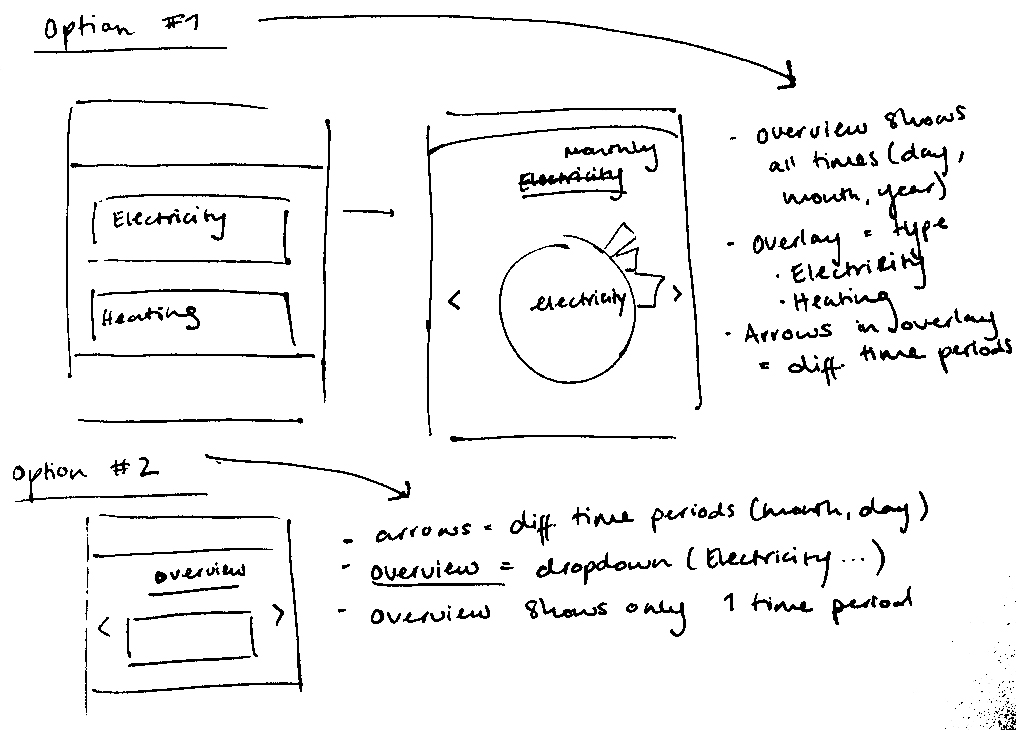 Option #1
Electricity
Heating
monthly
Electricity
<
electricity
>
- overview shows
all times (day,
month, year)
- Overlay = type
· Electricity
· Heating
- Arrows in overlay
= diff. time periods
Option #2
overview
<
>
- arrows = diff. time periods (month, day)
- overview = dropdown (Electricity...)
- overview shows only 1 time period